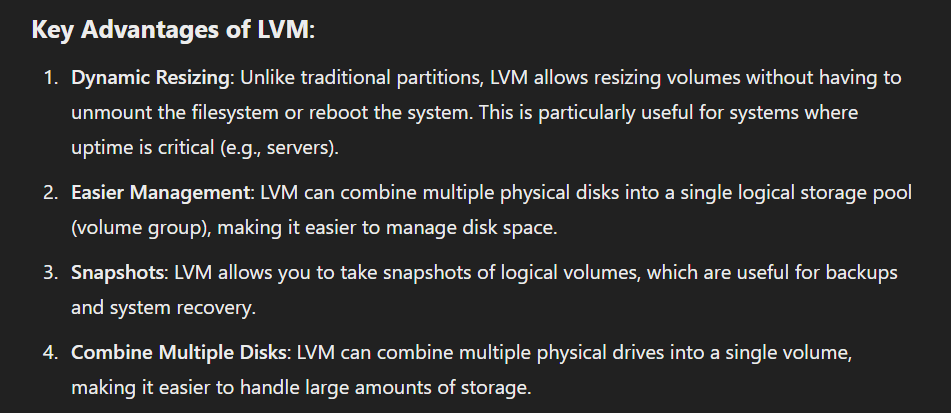 Key Advantages of LVM:
1. Dynamic Resizing: Unlike traditional partitions, LVM allows resizing volumes without having to
unmount the filesystem or reboot the system. This is particularly useful for systems where
uptime is critical (e.g., servers).
2. Easier Management: LVM can combine multiple physical disks into a single logical storage pool
(volume group), making it easier to manage disk space.
3. Snapshots: LVM allows you to take snapshots of logical volumes, which are useful for backups
and system recovery.
4. Combine Multiple Disks: LVM can combine multiple physical drives into a single volume,
making it easier to handle large amounts of storage.